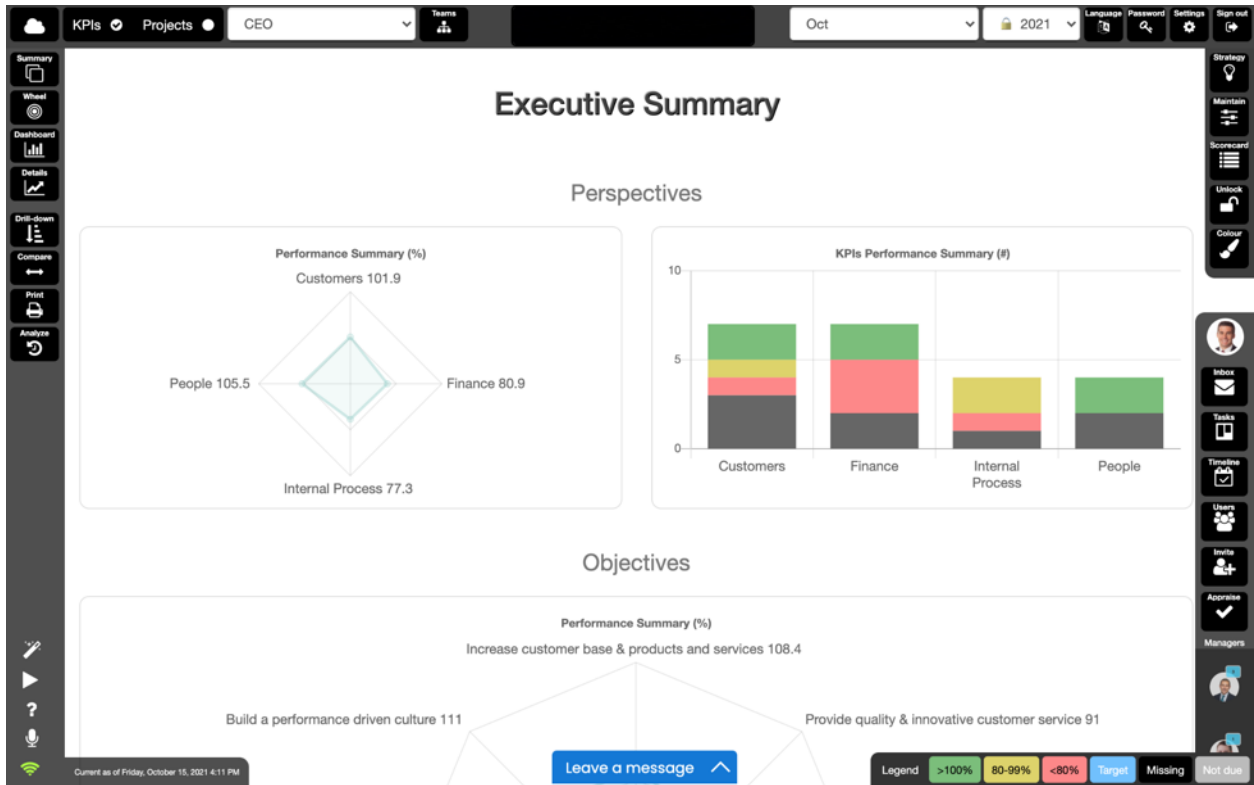 KPIs Projects CEO Teams Oct 2021 Language Password Settings Sign out
Summary
Wheel
Dashboard
Details
Drill-down
Compare
Print
Analyze
Executive Summary
Perspectives
Performance Summary (%)
Customers 101.9
People 105.5
Finance 80.9
Internal Process 77.3
KPIs Performance Summary (#)
10
5
0
Customers Finance Internal Process People
Objectives
Performance Summary (%)
Increase customer base & products and services 108.4
Build a performance driven culture 111
Provide quality & innovative customer service 91
Strategy
Maintain
Scorecard
Unlock
Colour
Inbox
Tasks
Timeline
Users
Invite
Appraise
Managers
?
Current as of Friday, October 15, 2021 4:11 PM
Leave a message
Legend >100% 80-99% <80% Target Missing Not due